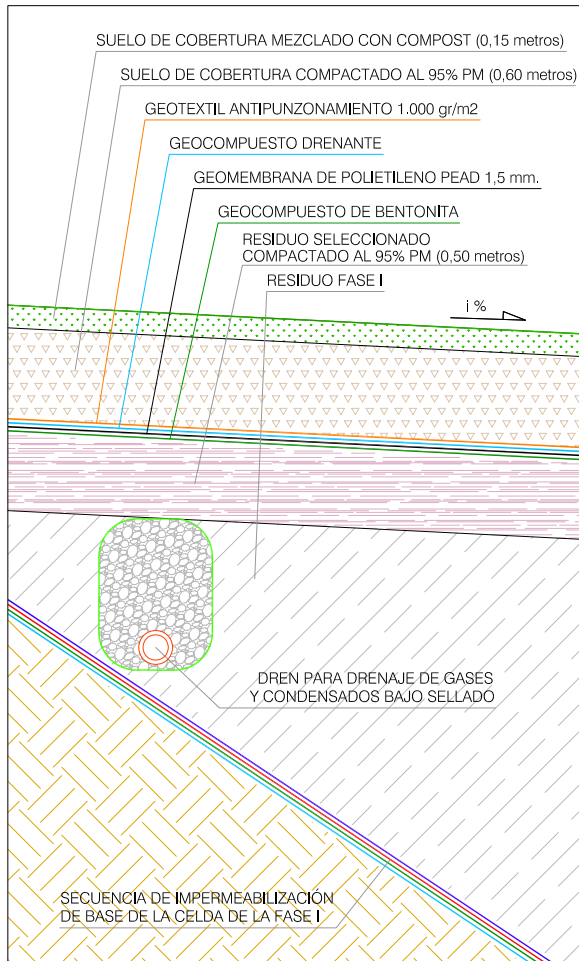 SUELO DE COBERTURA MEZCLADO CON COMPOST (0,15 metros)
SUELO DE COBERTURA COMPACTADO AL 95% PM (0,60 metros)
GEOTEXTIL ANTIPUNZONAMIENTO 1.000 gr/m2
GEOCOMPUESTO DRENANTE
GEOMEMBRANA DE POLIETILENO PEAD 1,5 mm.
GEOCOMPUESTO DE BENTONITA
RESIDUO SELECCIONADO
COMPACTADO AL 95% PM (0,50 metros)
RESIDUO FASE I
i %
DREN PARA DRENAJE DE GASES
Y CONDENSADOS BAJO SELLADO
SECUENCIA DE IMPERMEABILIZACIÓN
DE BASE DE LA CELDA DE LA FASE I